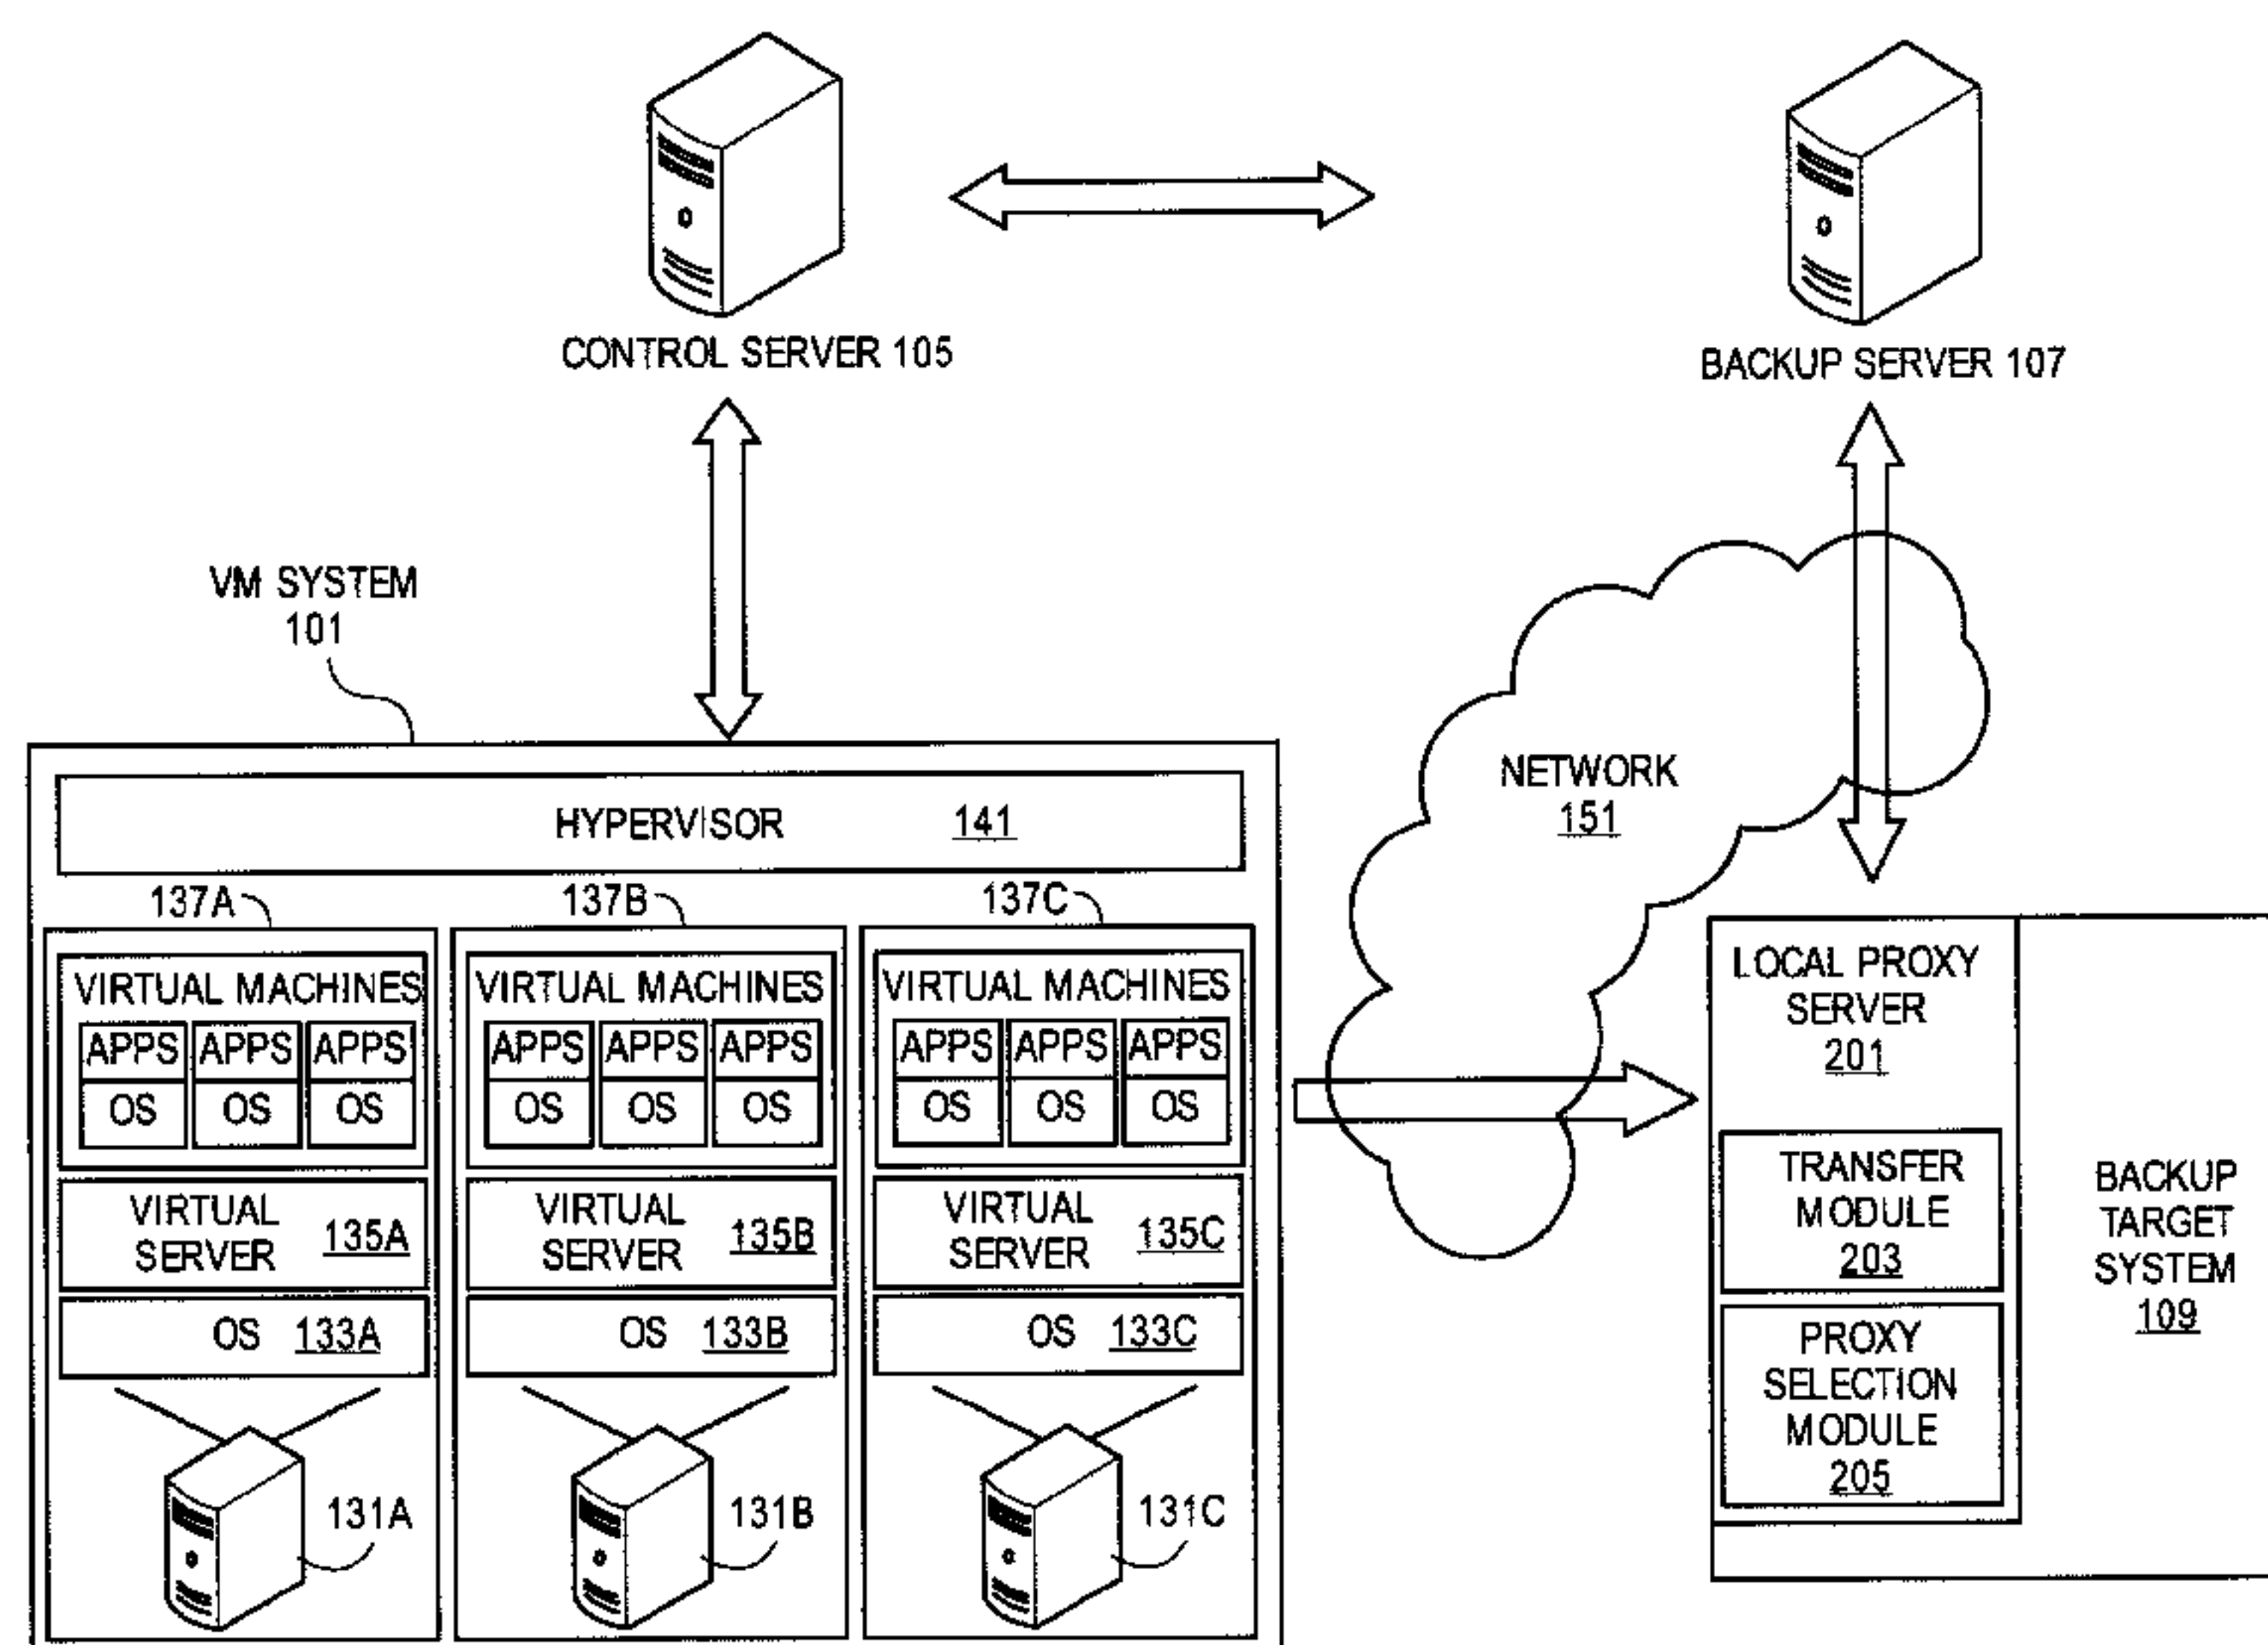 CONTROL SERVER 105
BACKUP SERVER 107
VM SYSTEM
101
NETWORK
151
HYPERVISOR 141
137A
137B
137C
VIRTUAL MACHINES
APPS APPS APPS
OS OS OS
VIRTUAL
SERVER 135A
OS 133A
131A
VIRTUAL MACHINES
APPS APPS APPS
OS OS OS
VIRTUAL
SERVER 135B
OS 133B
131B
VIRTUAL MACHINES
APPS APPS APPS
OS OS OS
VIRTUAL
SERVER 135C
OS 133C
131C
LOCAL PROXY
SERVER
201
TRANSFER
MODULE
203
PROXY
SELECTION
MODULE
205
BACKUP
TARGET
SYSTEM
109